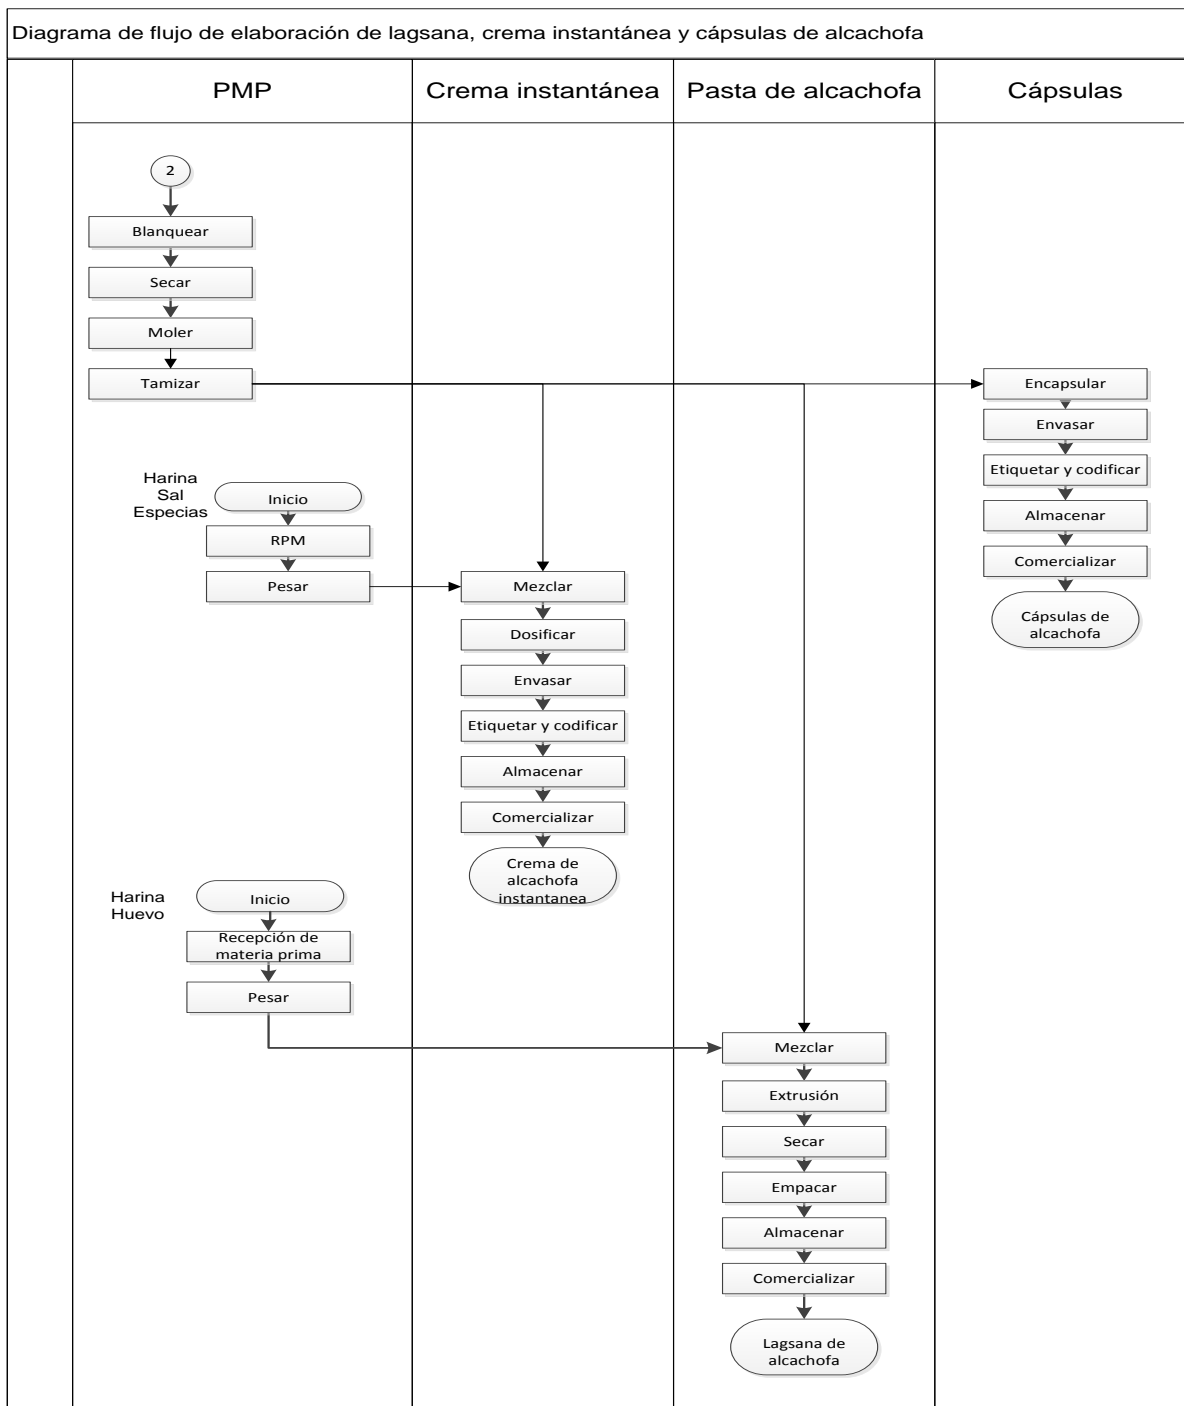 Diagrama de flujo de elaboración de lagsana, crema instantánea y cápsulas de alcachofa
PMP
Crema instantánea
Pasta de alcachofa
Cápsulas
2
Blanquear
Secar
Moler
Tamizar
Harina
Sal
Especias
Inicio
RPM
Pesar
Mezclar
Dosificar
Envasar
Etiquetar y codificar
Almacenar
Comercializar
Crema de
alcachofa
instantanea
Encapsular
Envasar
Etiquetar y codificar
Almacenar
Comercializar
Cápsulas de
alcachofa
Harina
Huevo
Inicio
Recepción de
materia prima
Pesar
Mezclar
Extrusión
Secar
Empacar
Almacenar
Comercializar
Lagsana de
alcachofa